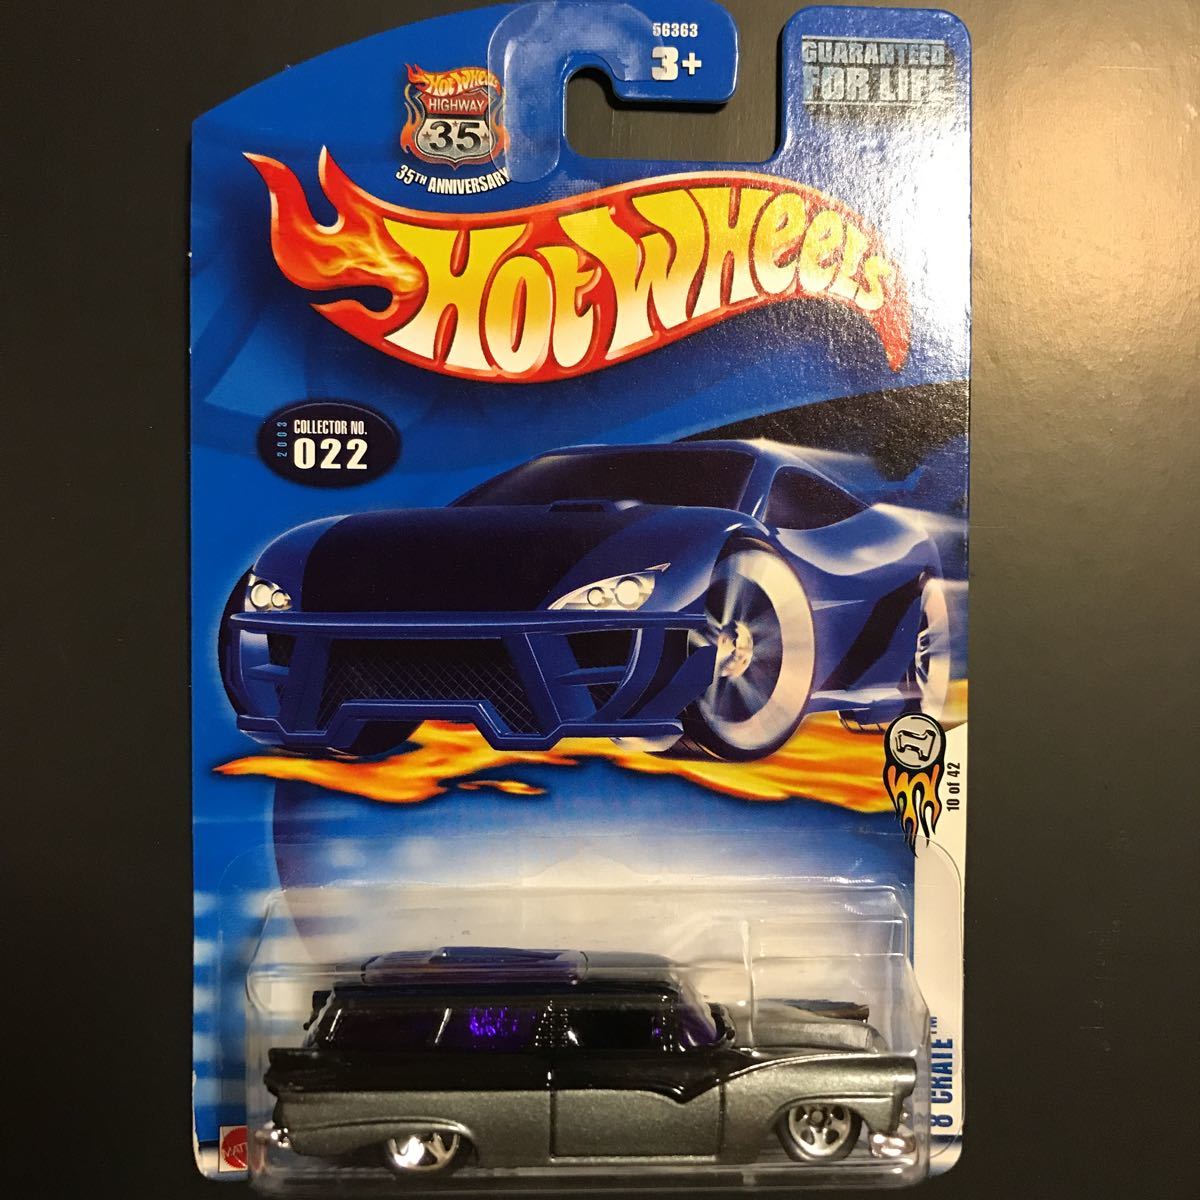 56363
3+
GUARANTEED
FOR LIFE
Hot Wheels
HIGHWAY
35
35TH ANNIVERSARY
Hot Wheels
2003
COLLECTOR NO.
022
10 of 42
8 CRATE™